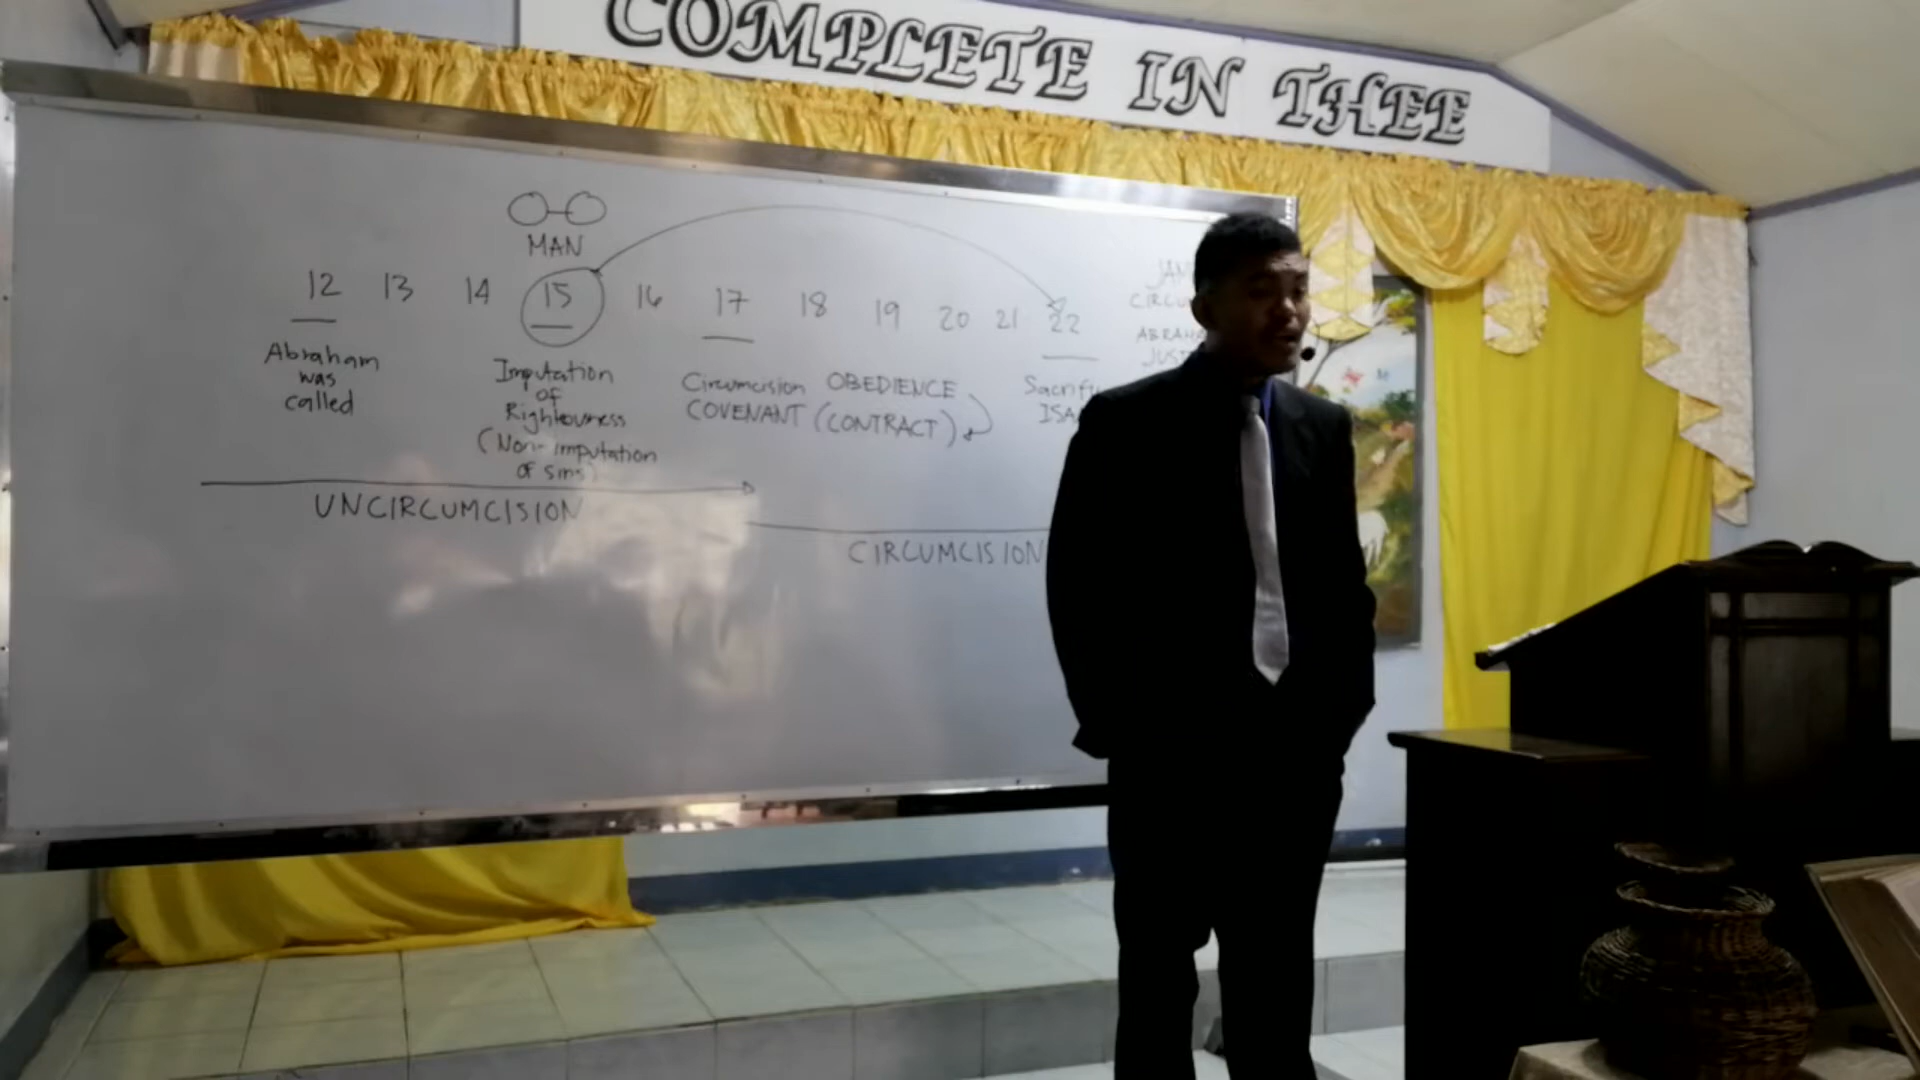 COMPLETE IN THEE
MAN
12 13 14 15 16 17 18 19 20 21 22
Abraham
was
called
Imputation
of
Righteousness
(Non-imputation
of sins)
Circumcision OBEDIENCE
COVENANT (CONTRACT)
UNCIRCUMCISION
CIRCUMCISION